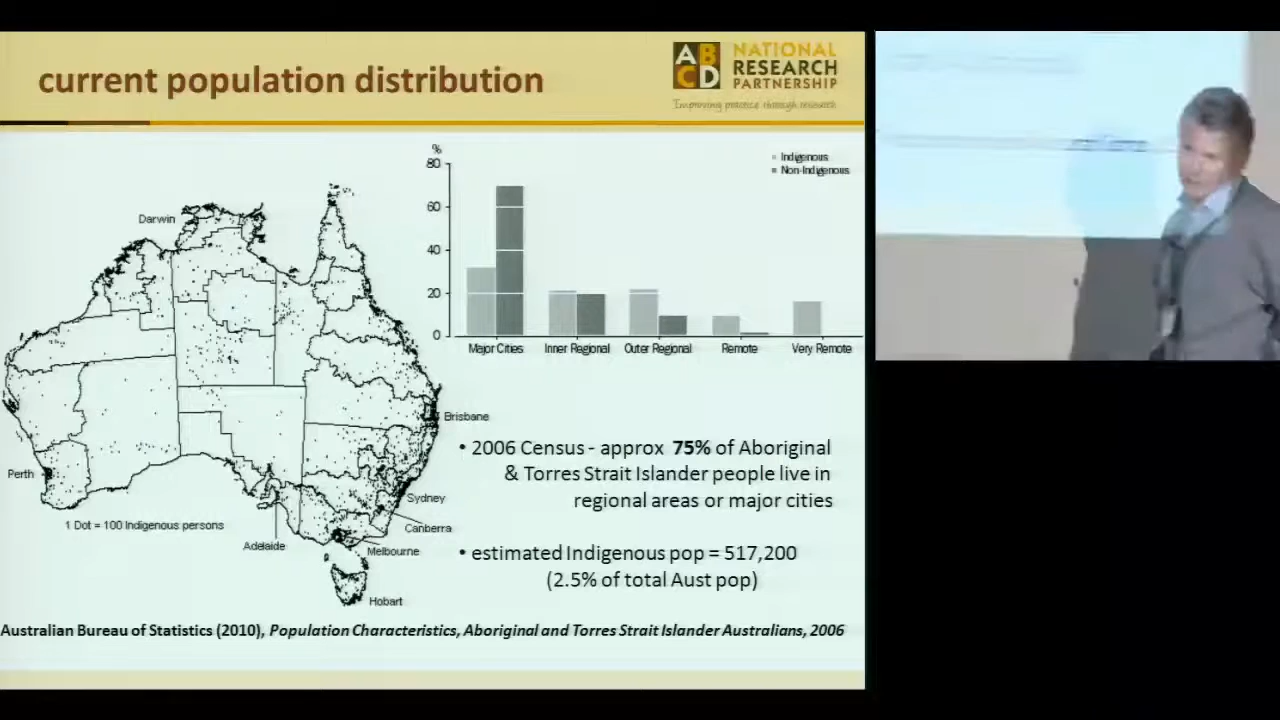 current population distribution
A B C D
NATIONAL
RESEARCH
PARTNERSHIP
Improving practice through research
%
80
60
40
20
0
Indigenous
Non-Indigenous
Major Cities
Inner Regional
Outer Regional
Remote
Very Remote
Darwin
Brisbane
Perth
Sydney
Canberra
Adelaide
Melbourne
Hobart
1 Dot = 100 Indigenous persons
• 2006 Census - approx 75% of Aboriginal
& Torres Strait Islander people live in
regional areas or major cities
• estimated Indigenous pop = 517,200
(2.5% of total Aust pop)
Australian Bureau of Statistics (2010), Population Characteristics, Aboriginal and Torres Strait Islander Australians, 2006